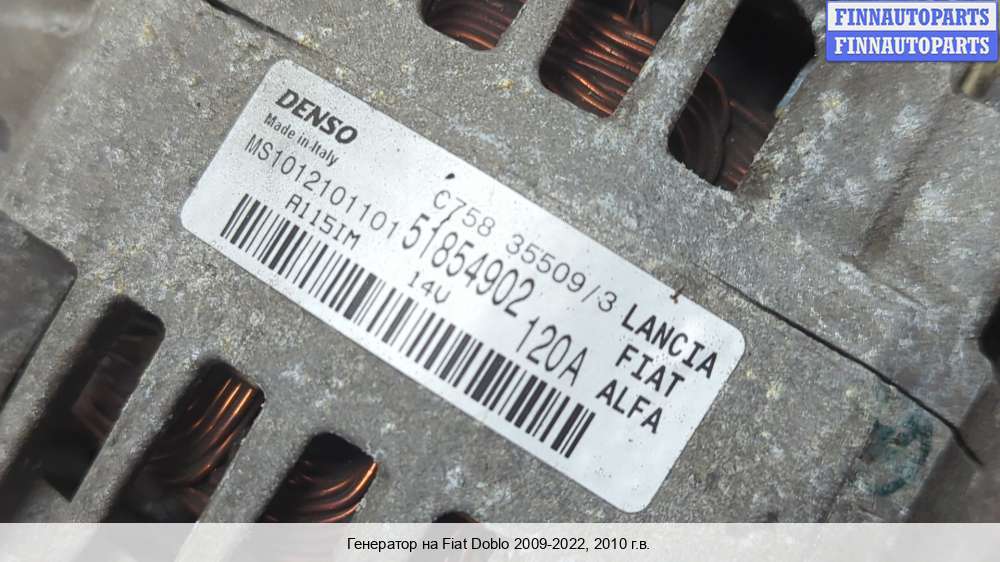 FINNAUTOPARTS
FINNAUTOPARTS
DENSO
Made in Italy
MS1012101101
A115IM
C758 35509/3
51854902
14V
120A
LANCIA
FIAT
ALFA
Генератор на Fiat Doblo 2009-2022, 2010 г.в.